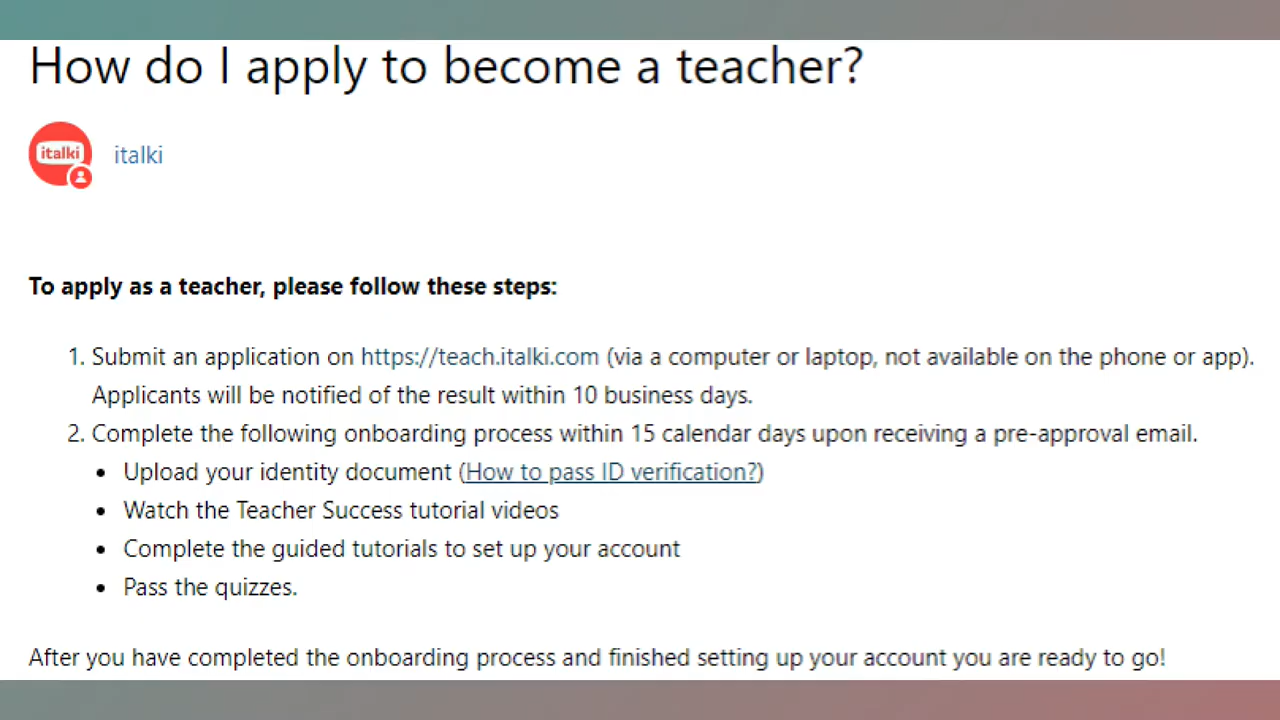 How do I apply to become a teacher?
italki
italki
To apply as a teacher, please follow these steps:
1. Submit an application on https://teach.italki.com (via a computer or laptop, not available on the phone or app).
Applicants will be notified of the result within 10 business days.
2. Complete the following onboarding process within 15 calendar days upon receiving a pre-approval email.
• Upload your identity document (How to pass ID verification?)
• Watch the Teacher Success tutorial videos
• Complete the guided tutorials to set up your account
• Pass the quizzes.
After you have completed the onboarding process and finished setting up your account you are ready to go!